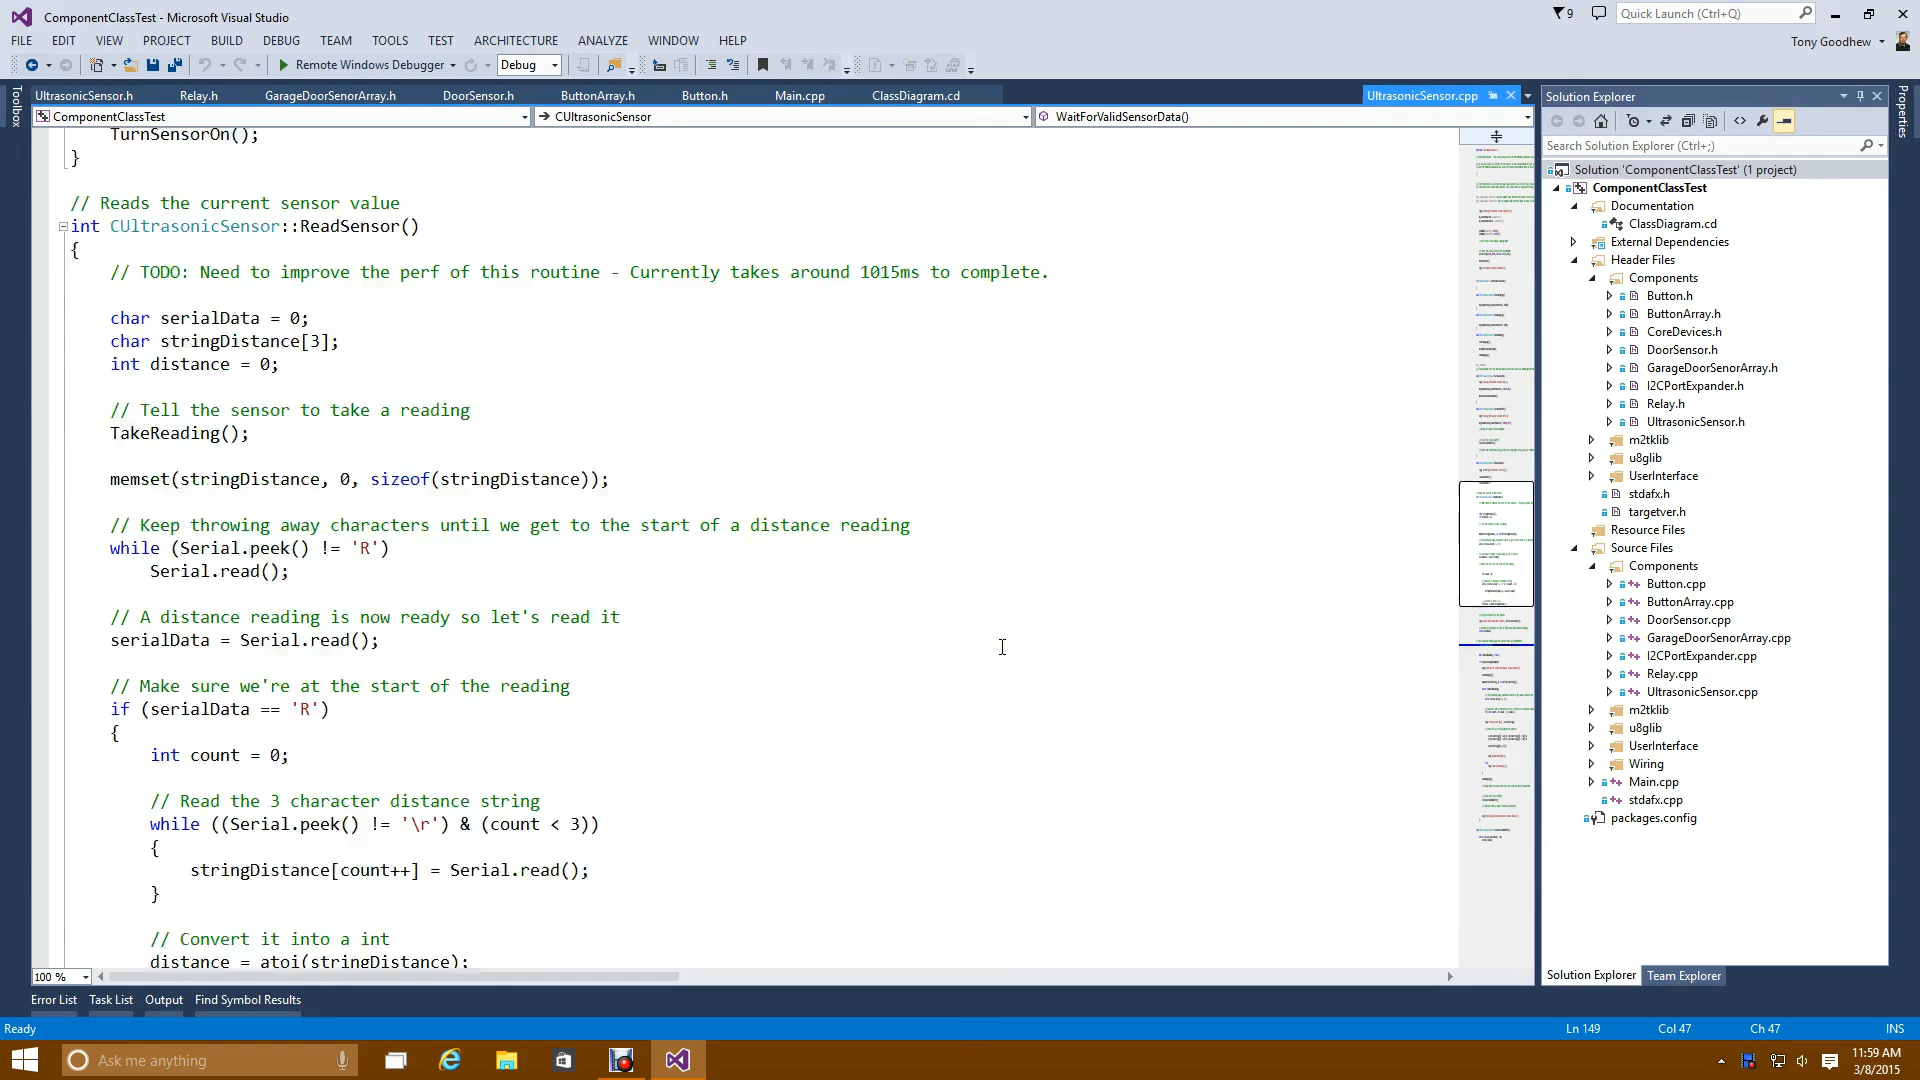 ComponentClassTest - Microsoft Visual Studio
9
Quick Launch (Ctrl+Q)
FILE EDIT VIEW PROJECT BUILD DEBUG TEAM TOOLS TEST ARCHITECTURE ANALYZE WINDOW HELP
Tony Goodhew
Remote Windows Debugger
Debug
Toolbox
UltrasonicSensor.h Relay.h GarageDoorSenorArray.h DoorSensor.h ButtonArray.h Button.h Main.cpp ClassDiagram.cd UltrasonicSensor.cpp
ComponentClassTest CUltrasonicSensor WaitForValidSensorData()
TurnSensorOn();
}
// Reads the current sensor value
int CUltrasonicSensor::ReadSensor()
{
// TODO: Need to improve the perf of this routine - Currently takes around 1015ms to complete.
char serialData = 0;
char stringDistance[3];
int distance = 0;
// Tell the sensor to take a reading
TakeReading();
memset(stringDistance, 0, sizeof(stringDistance));
// Keep throwing away characters until we get to the start of a distance reading
while (Serial.peek() != 'R')
Serial.read();
// A distance reading is now ready so let's read it
serialData = Serial.read();
// Make sure we're at the start of the reading
if (serialData == 'R')
{
int count = 0;
// Read the 3 character distance string
while ((Serial.peek() != '\r') & (count < 3))
{
stringDistance[count++] = Serial.read();
}
// Convert it into a int
distance = atoi(stringDistance);
100 %
Solution Explorer
Search Solution Explorer (Ctrl+;)
Solution 'ComponentClassTest' (1 project)
ComponentClassTest
Documentation
ClassDiagram.cd
External Dependencies
Header Files
Components
Button.h
ButtonArray.h
CoreDevices.h
DoorSensor.h
GarageDoorSenorArray.h
I2CPortExpander.h
Relay.h
UltrasonicSensor.h
m2tklib
u8glib
UserInterface
stdafx.h
targetver.h
Resource Files
Source Files
Components
Button.cpp
ButtonArray.cpp
DoorSensor.cpp
GarageDoorSenorArray.cpp
I2CPortExpander.cpp
Relay.cpp
UltrasonicSensor.cpp
m2tklib
u8glib
UserInterface
Wiring
Main.cpp
stdafx.cpp
packages.config
Solution Explorer Team Explorer
Properties
Error List Task List Output Find Symbol Results
Ready Ln 149 Col 47 Ch 47 INS
Ask me anything
11:59 AM
3/8/2015